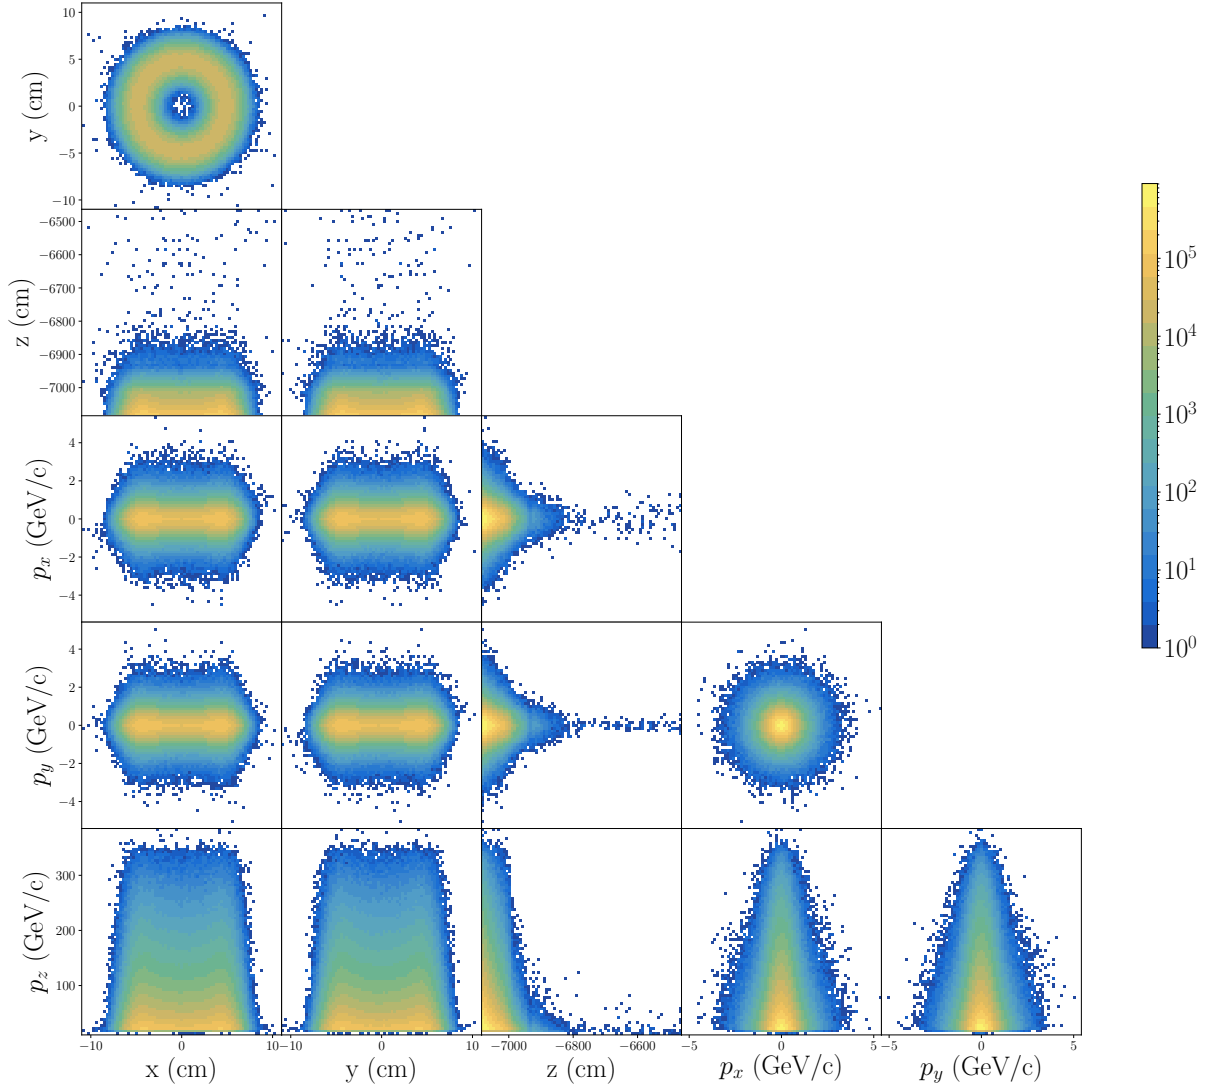 10
5
0
−5
−10
y (cm)
−6500
−6600
−6700
−6800
−6900
−7000
z (cm)
4
2
0
−2
−4
p_x (GeV/c)
4
2
0
−2
−4
p_y (GeV/c)
300
200
100
p_z (GeV/c)
−10 0 10
x (cm)
−10 0 10
y (cm)
−7000 −6800 −6600
z (cm)
−5 0 5
p_x (GeV/c)
−5 0 5
p_y (GeV/c)
10^5
10^4
10^3
10^2
10^1
10^0